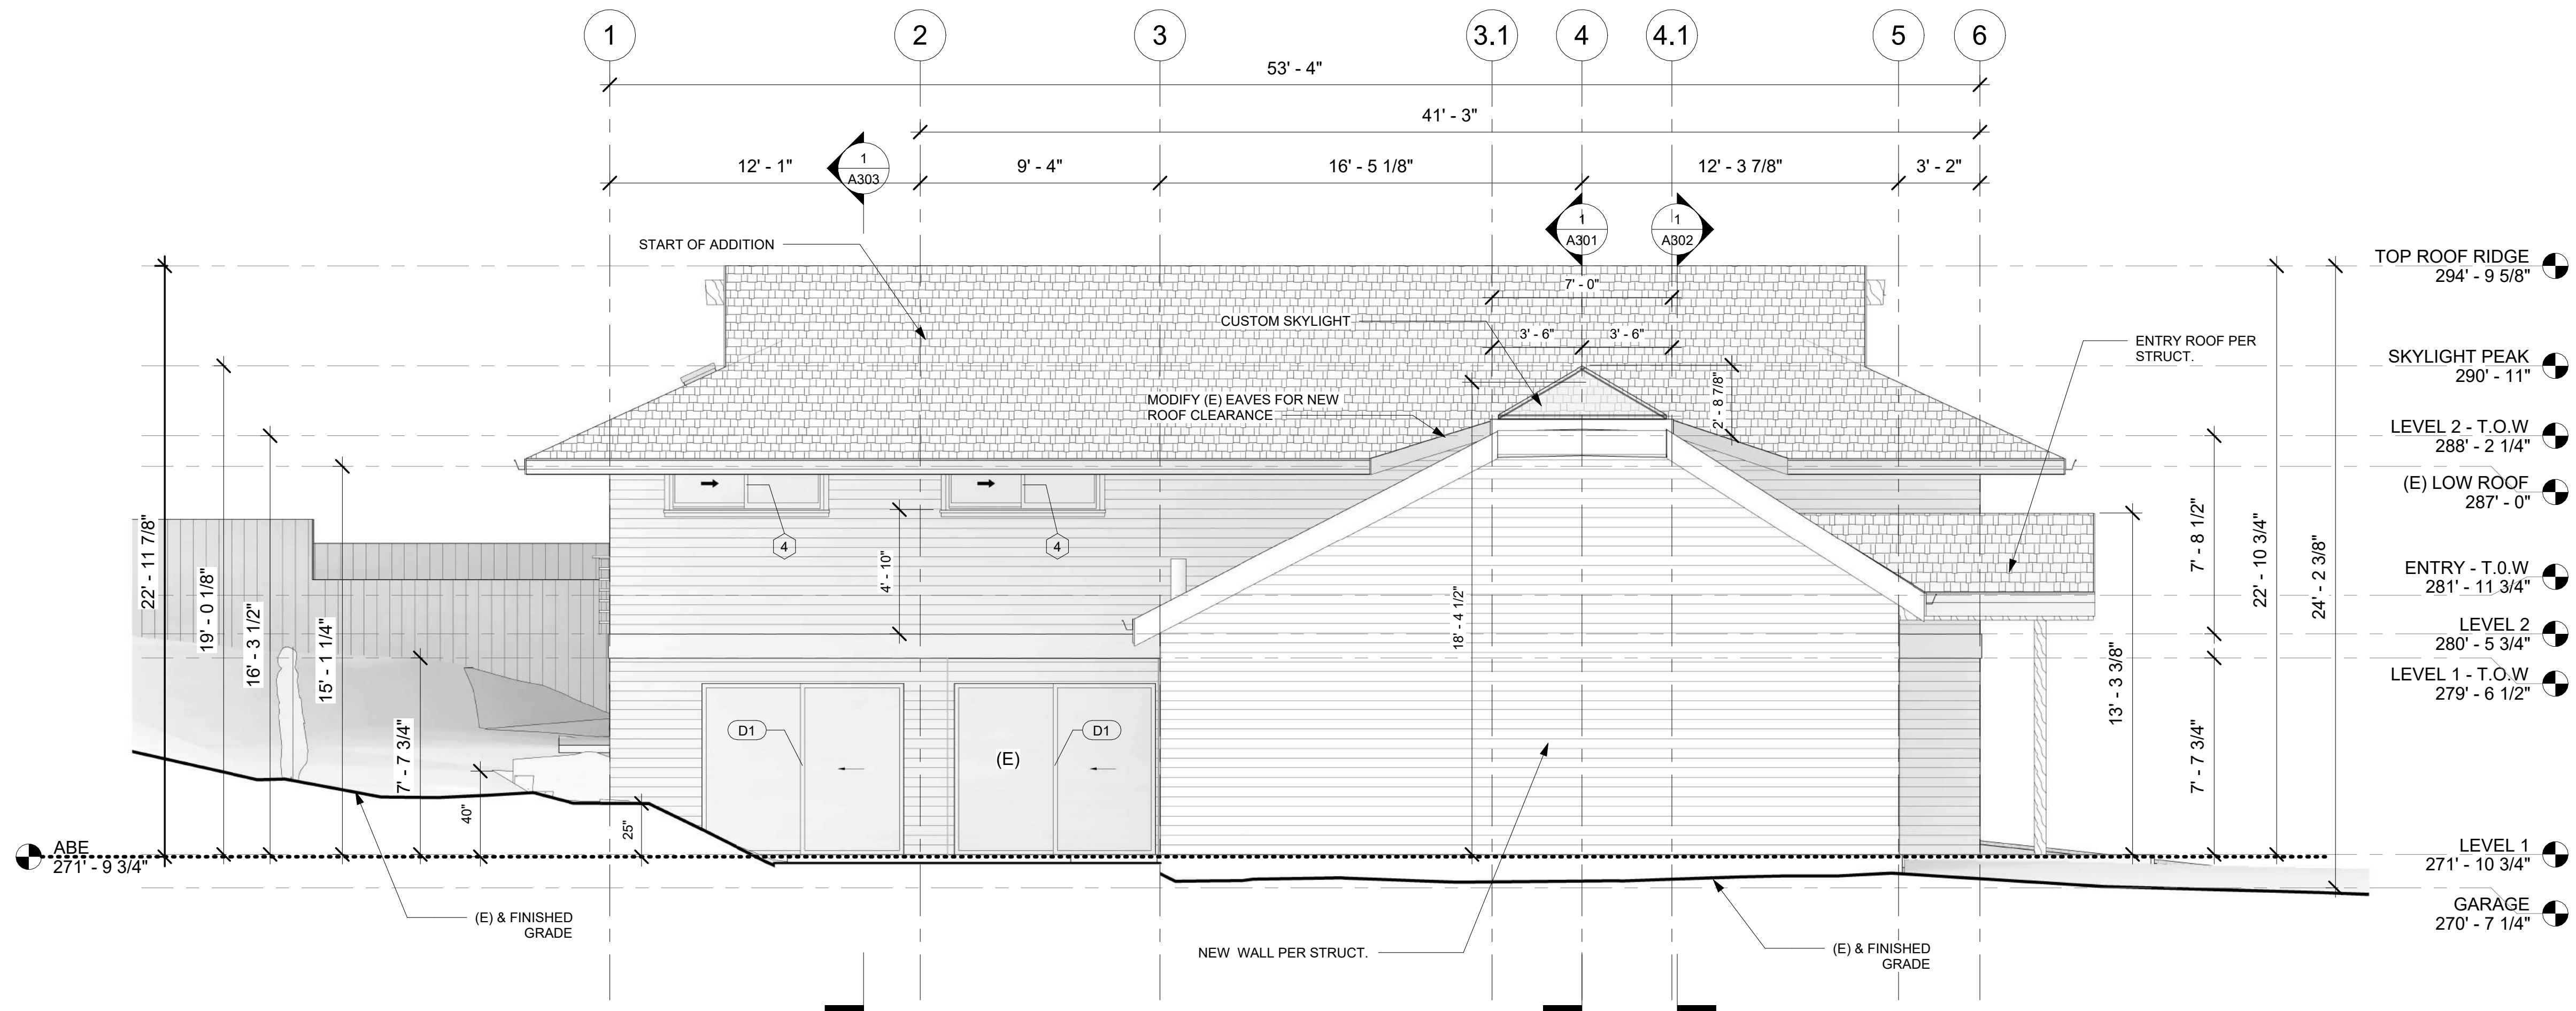 1
2
3
3.1
4
4.1
5
6
53' - 4"
41' - 3"
12' - 1"
9' - 4"
16' - 5 1/8"
12' - 3 7/8"
3' - 2"
1
A303
1
A301
1
A302
START OF ADDITION
7' - 0"
CUSTOM SKYLIGHT
3' - 6"
3' - 6"
2' - 8 7/8"
MODIFY (E) EAVES FOR NEW
ROOF CLEARANCE
ENTRY ROOF PER
STRUCT.
TOP ROOF RIDGE
294' - 9 5/8"
SKYLIGHT PEAK
290' - 11"
LEVEL 2 - T.O.W
288' - 2 1/4"
(E) LOW ROOF
287' - 0"
ENTRY - T.0.W
281' - 11 3/4"
LEVEL 2
280' - 5 3/4"
LEVEL 1 - T.O.W
279' - 6 1/2"
LEVEL 1
271' - 10 3/4"
GARAGE
270' - 7 1/4"
22' - 11 7/8"
19' - 0 1/8"
16' - 3 1/2"
15' - 1 1/4"
7' - 7 3/4"
40"
25"
4
4
4' - 10"
18' - 4 1/2"
13' - 3 3/8"
7' - 8 1/2"
7' - 7 3/4"
22' - 10 3/4"
24' - 2 3/8"
D1
(E)
D1
ABE
271' - 9 3/4"
(E) & FINISHED
GRADE
NEW  WALL PER STRUCT.
(E) & FINISHED
GRADE